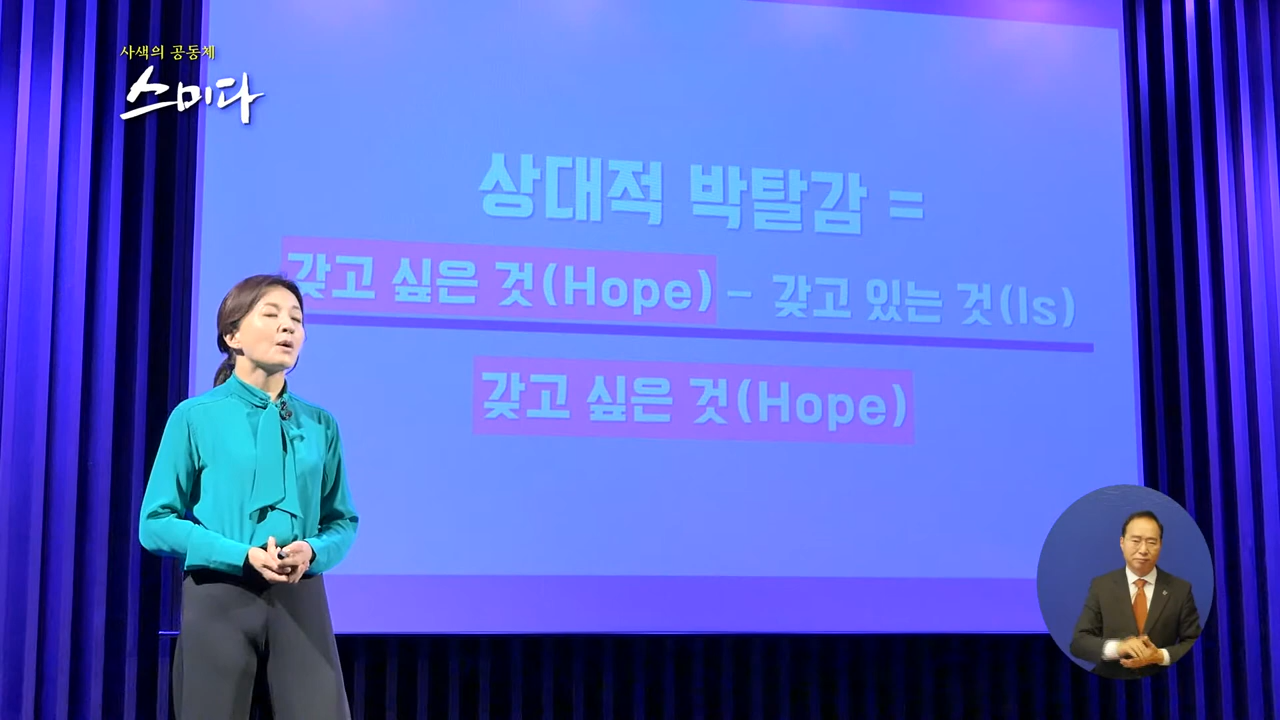 사색의 공동체
스미다
상대적 박탈감 =
갖고 싶은 것(Hope) - 갖고 있는 것(Is)
갖고 싶은 것(Hope)